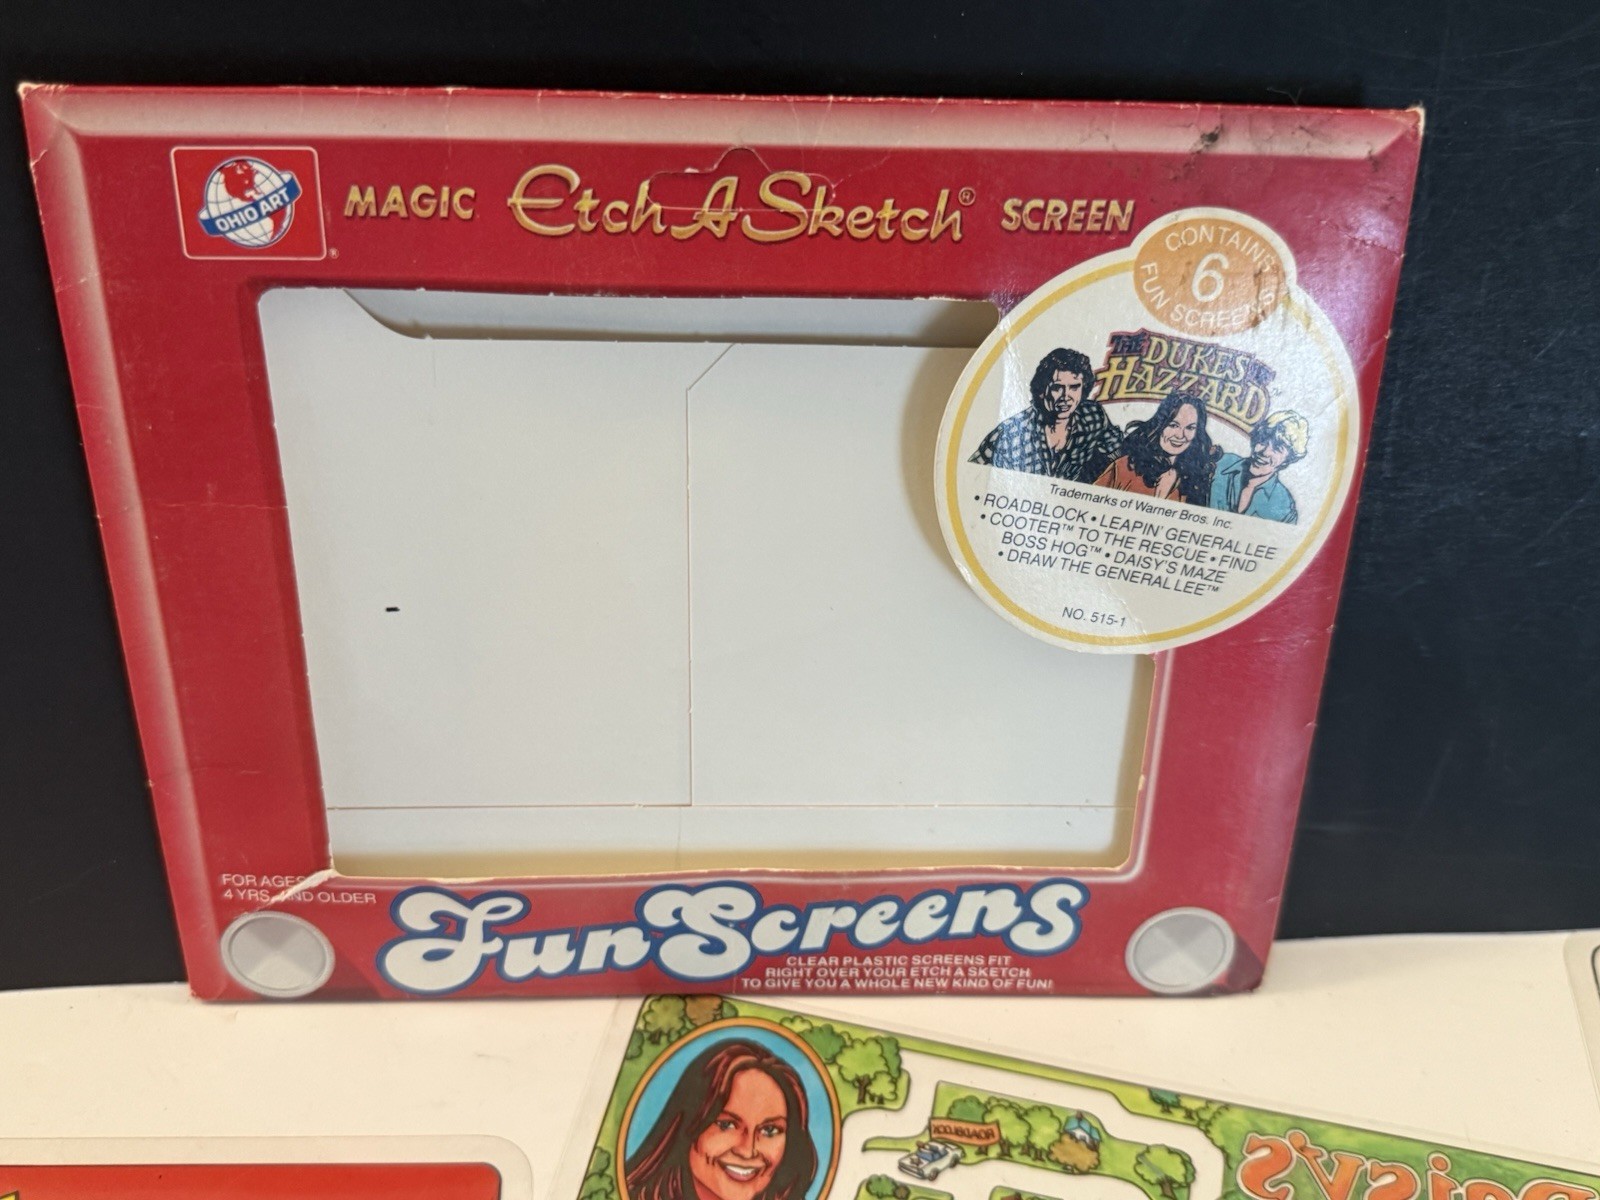 OHIO ART
®
MAGIC Etch A Sketch® SCREEN
CONTAINS
6
FUN SCREENS
THE DUKES OF
HAZZARD
Trademarks of Warner Bros. Inc.
• ROADBLOCK • LEAPIN' GENERAL LEE
• COOTER™ TO THE RESCUE • FIND
BOSS HOG™ • DAISY'S MAZE
• DRAW THE GENERAL LEE™
NO. 515-1
FOR AGES
4 YRS. AND OLDER
Fun Screens
CLEAR PLASTIC SCREENS FIT
RIGHT OVER YOUR ETCH A SKETCH
TO GIVE YOU A WHOLE NEW KIND OF FUN!
ROADBLOCK
Daisy's